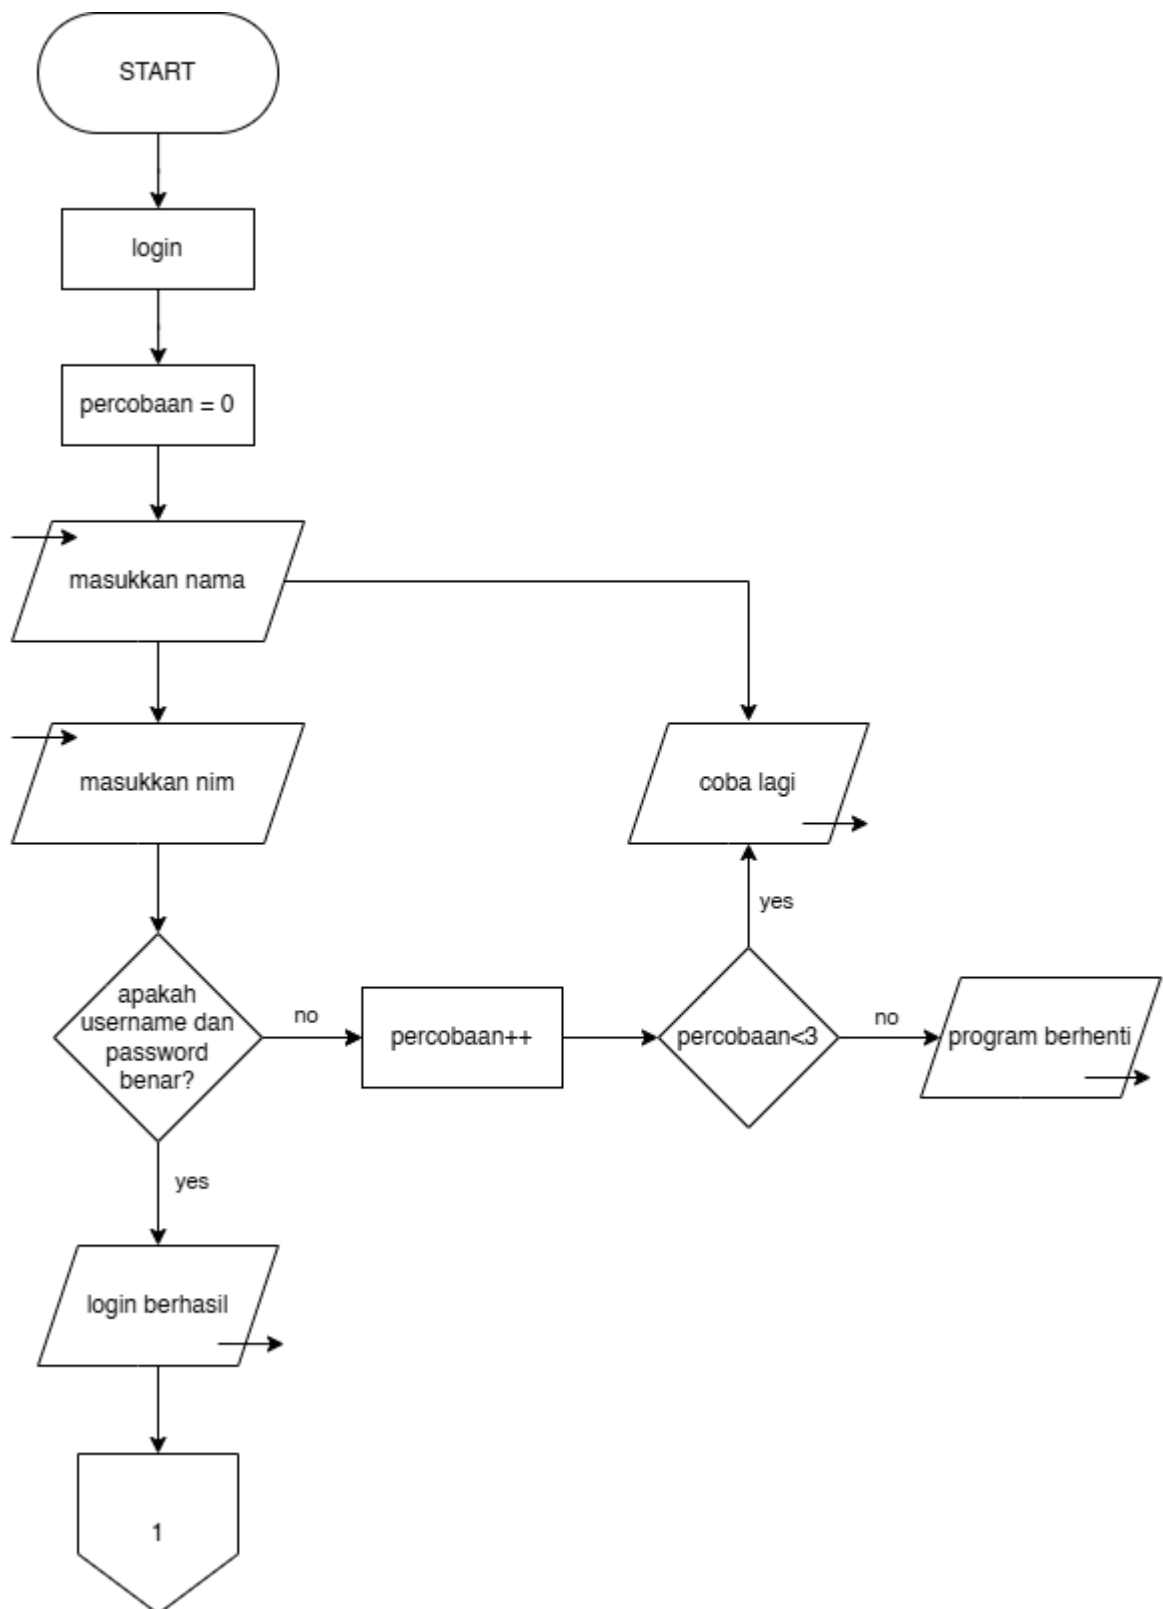 START
login
percobaan = 0
masukkan nama
masukkan nim
coba lagi
yes
apakah
username dan
password
benar?
no
percobaan++
percobaan<3
no
program berhenti
yes
login berhasil
1